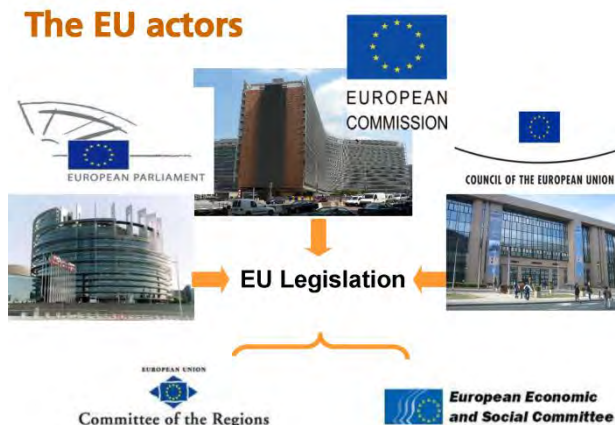 The EU actors
EUROPEAN
COMMISSION
EUROPEAN PARLIAMENT
COUNCIL OF THE EUROPEAN UNION
EU Legislation
EUROPEAN UNION
Committee of the Regions
European Economic
and Social Committee